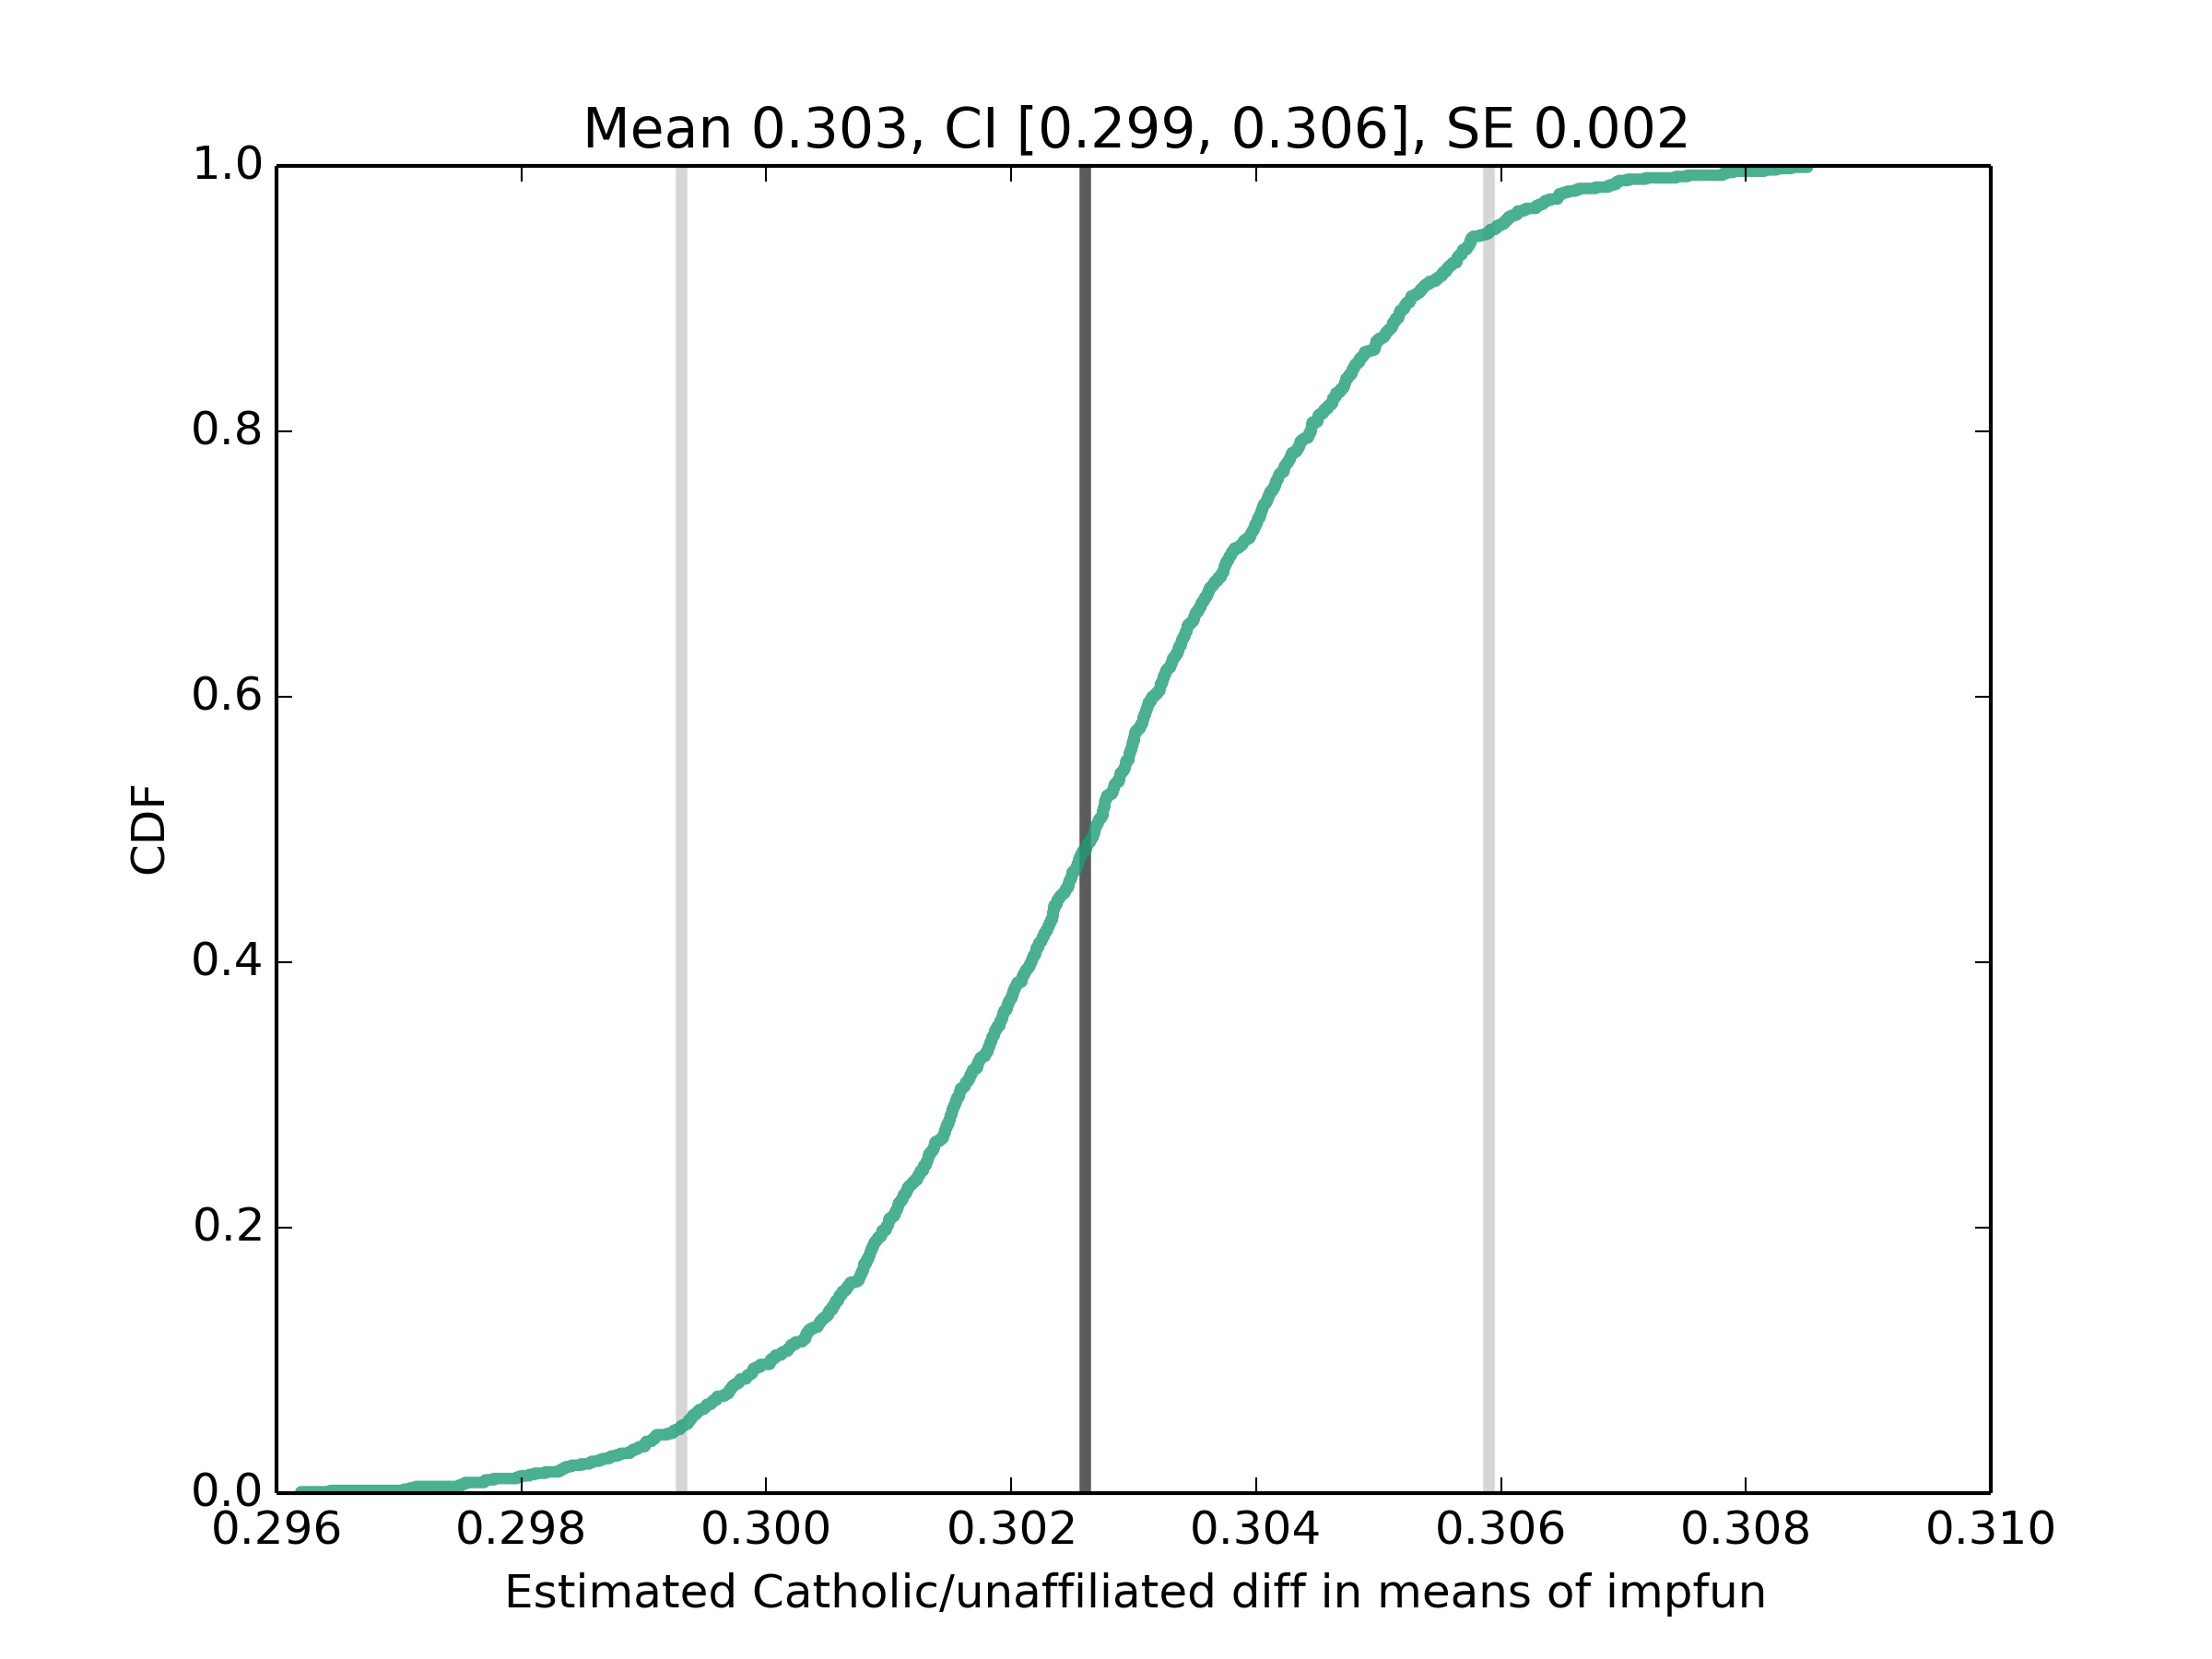 Mean 0.303, CI [0.299, 0.306], SE 0.002
1.0
0.8
0.6
0.4
0.2
0.0
CDF
0.296 0.298 0.300 0.302 0.304 0.306 0.308 0.310
Estimated Catholic/unaffiliated diff in means of impfun